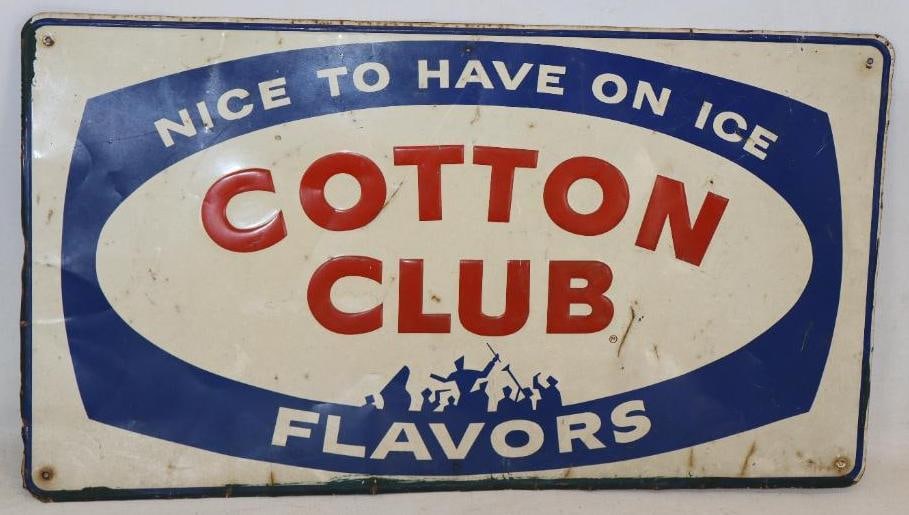 NICE TO HAVE ON ICE
COTTON
CLUB
®
FLAVORS